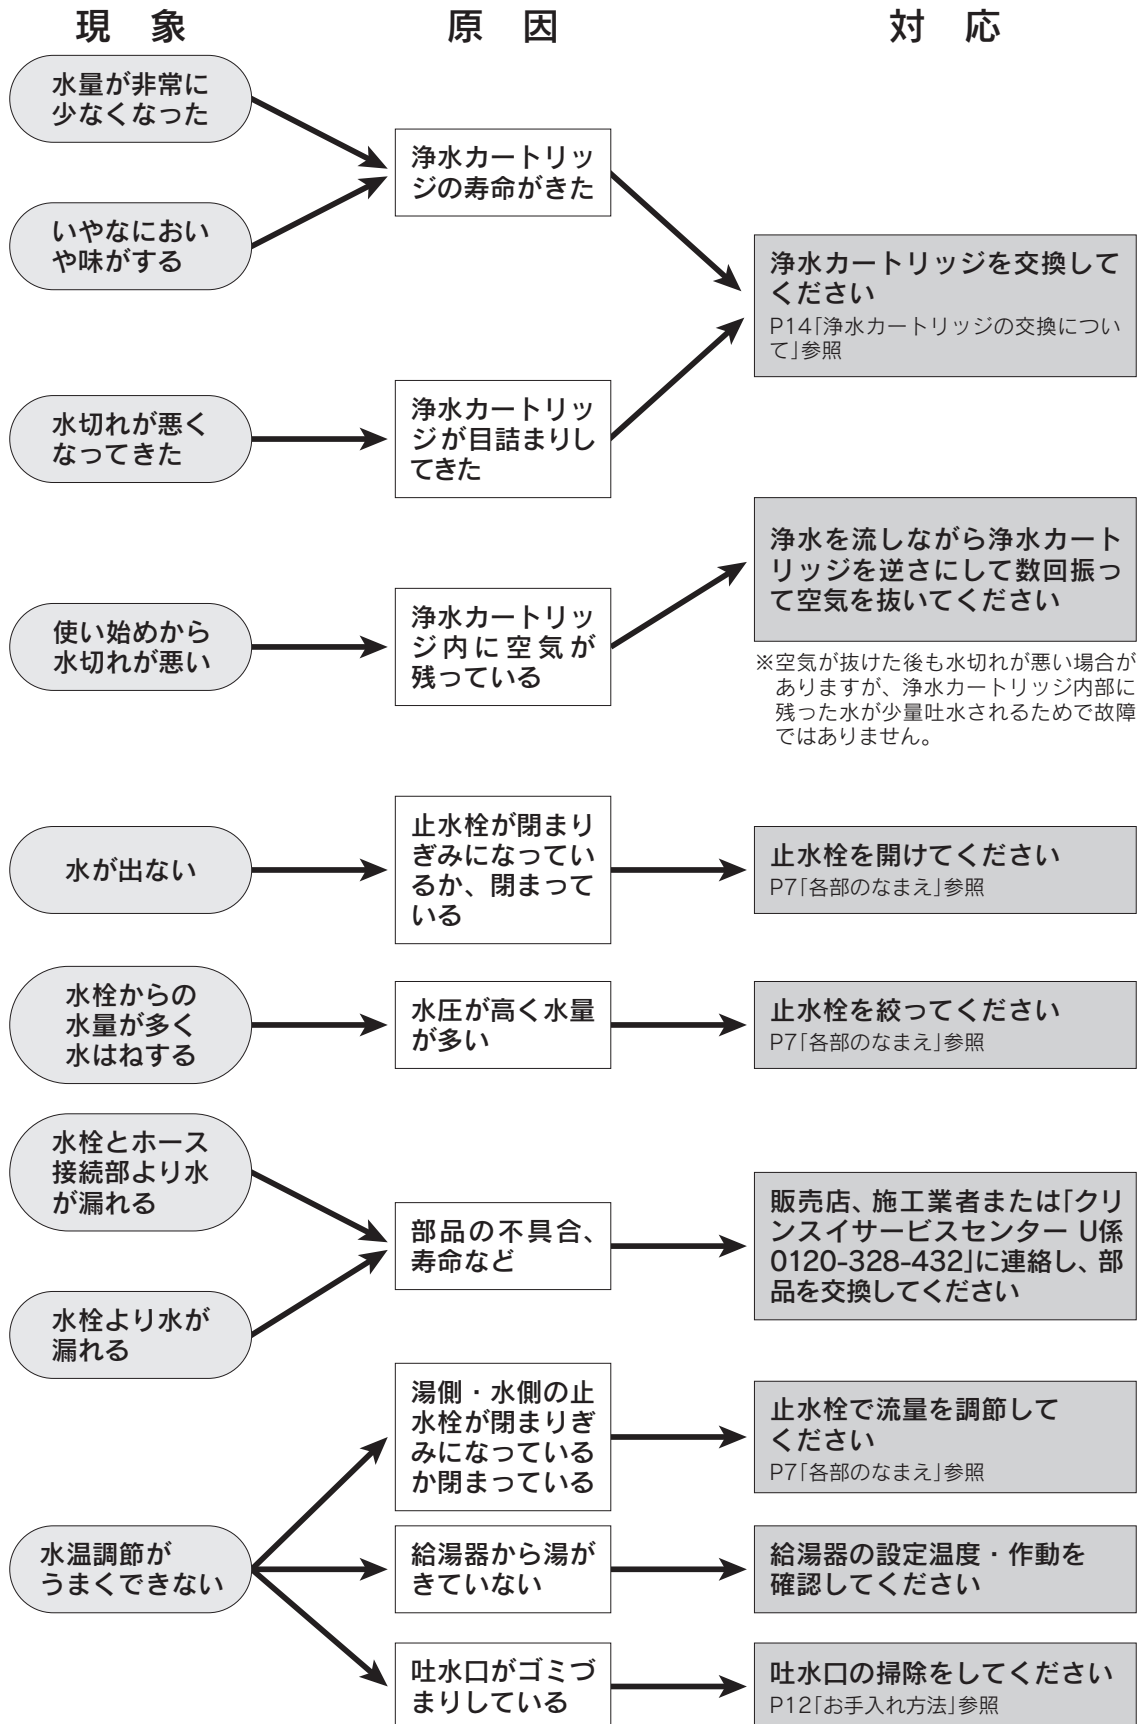 現　象
原　因
対　応
水量が非常に
少なくなった
いやなにおい
や味がする
浄水カートリッ
ジの寿命がきた
浄水カートリッジを交換して
ください
P14「浄水カートリッジの交換につい
て」参照
水切れが悪く
なってきた
浄水カートリッ
ジが目詰まりし
てきた
使い始めから
水切れが悪い
浄水カートリッ
ジ内に空気が
残っている
浄水を流しながら浄水カート
リッジを逆さにして数回振っ
て空気を抜いてください
※空気が抜けた後も水切れが悪い場合が
ありますが、浄水カートリッジ内部に
残った水が少量吐水されるためで故障
ではありません。
水が出ない
止水栓が閉まり
ぎみになってい
るか、閉まって
いる
止水栓を開けてください
P7「各部のなまえ」参照
水栓からの
水量が多く
水はねする
水圧が高く水量
が多い
止水栓を絞ってください
P7「各部のなまえ」参照
水栓とホース
接続部より水
が漏れる
水栓より水が
漏れる
部品の不具合、
寿命など
販売店、施工業者または「クリ
ンスイサービスセンター U係
0120-328-432」に連絡し、部
品を交換してください
水温調節が
うまくできない
湯側・水側の止
水栓が閉まりぎ
みになっている
か閉まっている
止水栓で流量を調節して
ください
P7「各部のなまえ」参照
給湯器から湯が
きていない
給湯器の設定温度・作動を
確認してください
吐水口がゴミづ
まりしている
吐水口の掃除をしてください
P12「お手入れ方法」参照